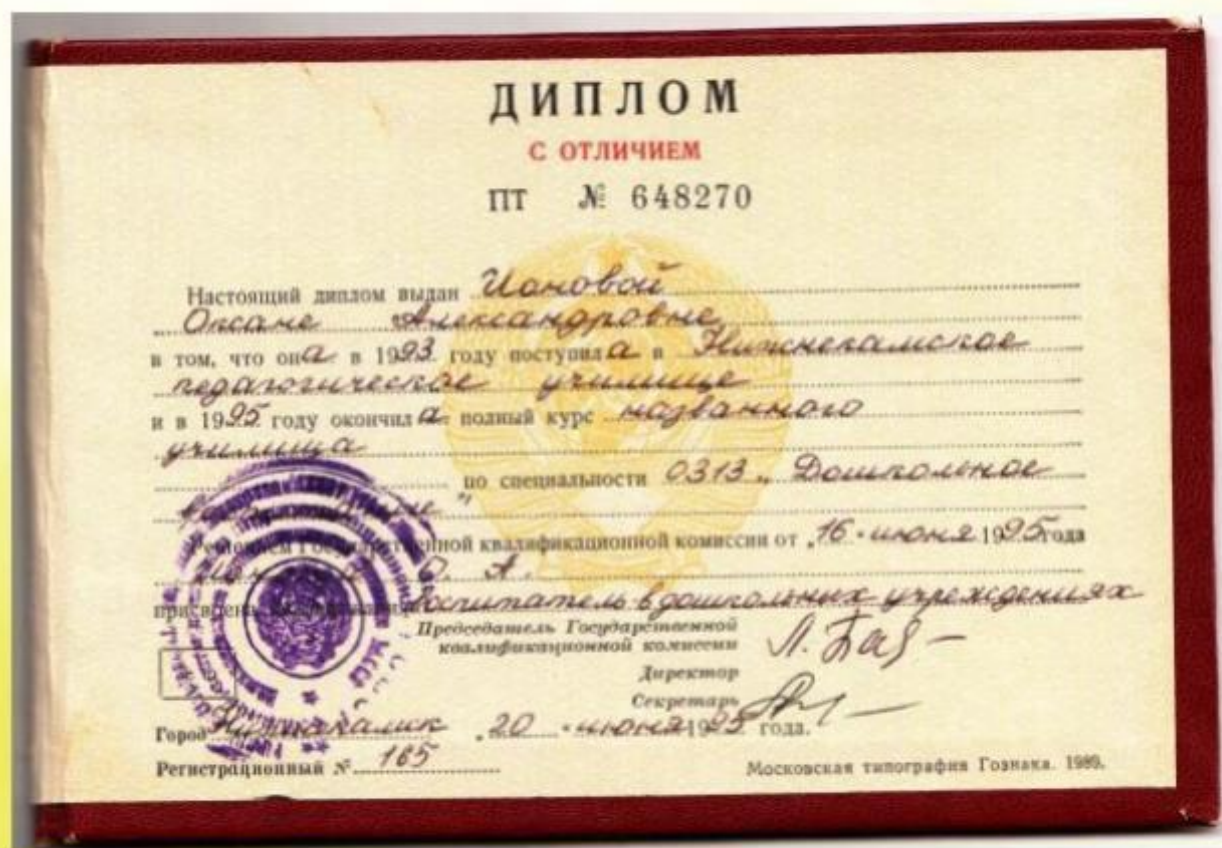 ДИПЛОМ
С ОТЛИЧИЕМ
ПТ № 648270
Настоящий диплом выдан Ионовой
Оксане Александровне
в том, что она в 1993 году поступила в Нижнекамское
педагогическое училище
и в 1995 году окончила полный курс названного
училища
по специальности 0313 „Дошкольное
"
Решением Государственной квалификационной комиссии от „16" июня 1995 года
О. А.
Воспитатель в дошкольных учреждениях
Председатель Государственной
квалификационной комиссии
Директор
Секретарь
Город Нижнекамск „20" июня 1995 года.
Регистрационный № 165
Московская типография Гознака. 1989.